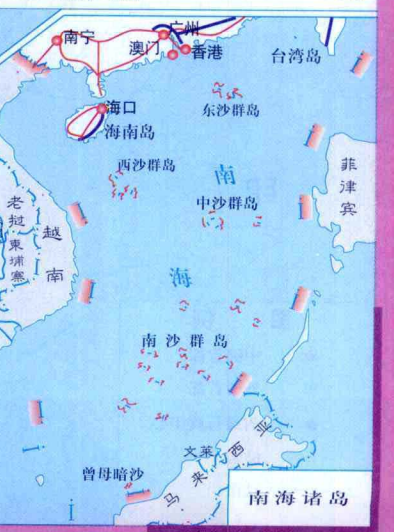 南宁
广州
澳门
香港
台湾岛
海口
海南岛
东沙群岛
西沙群岛
南
海
中沙群岛
菲律宾
老挝
越南
柬埔寨
南沙群岛
文莱
马来西亚
曾母暗沙
南海诸岛